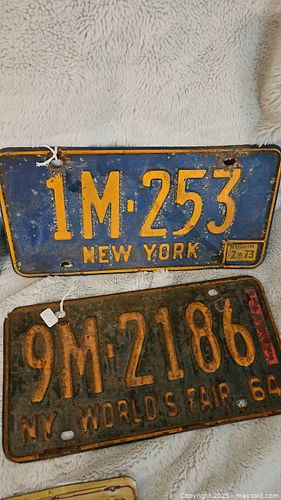 1M-253
NEW YORK
2 73
9M-2186
NY WORLD'S FAIR 64
Copyright © 2025 - maxsold.com